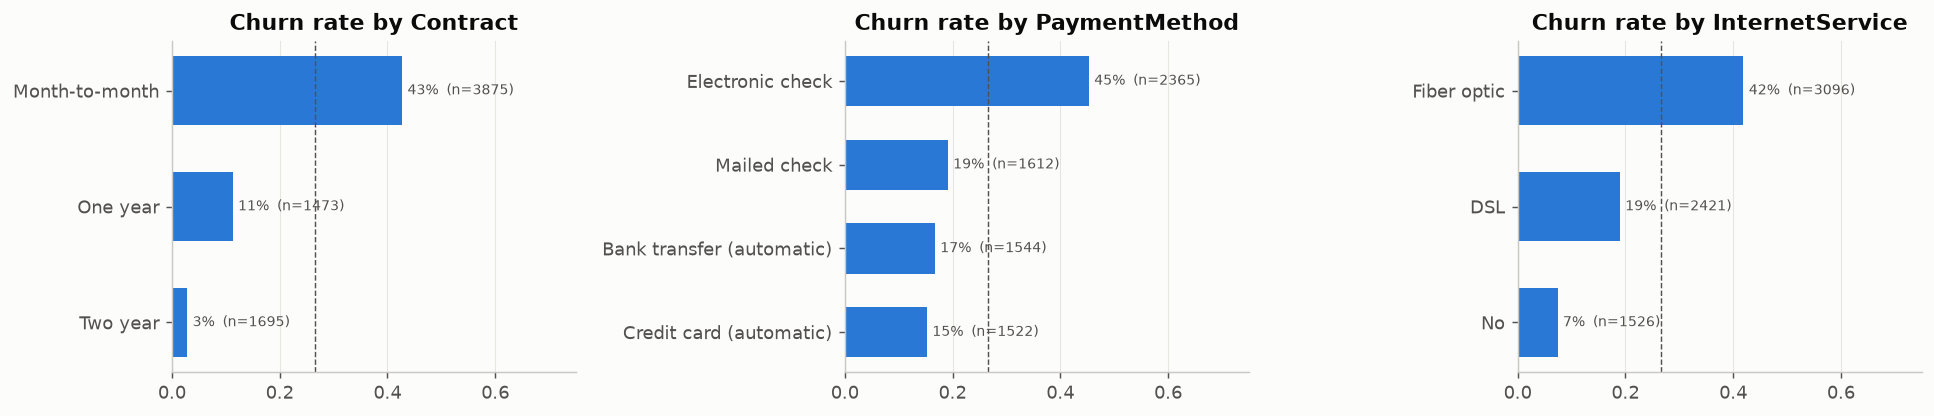 Churn rate by Contract
Month-to-month
43% (n=3875)
One year
11% (n=1473)
Two year
3% (n=1695)
0.0 0.2 0.4 0.6
Churn rate by PaymentMethod
Electronic check
45% (n=2365)
Mailed check
19% (n=1612)
Bank transfer (automatic)
17% (n=1544)
Credit card (automatic)
15% (n=1522)
0.0 0.2 0.4 0.6
Churn rate by InternetService
Fiber optic
42% (n=3096)
DSL
19% (n=2421)
No
7% (n=1526)
0.0 0.2 0.4 0.6